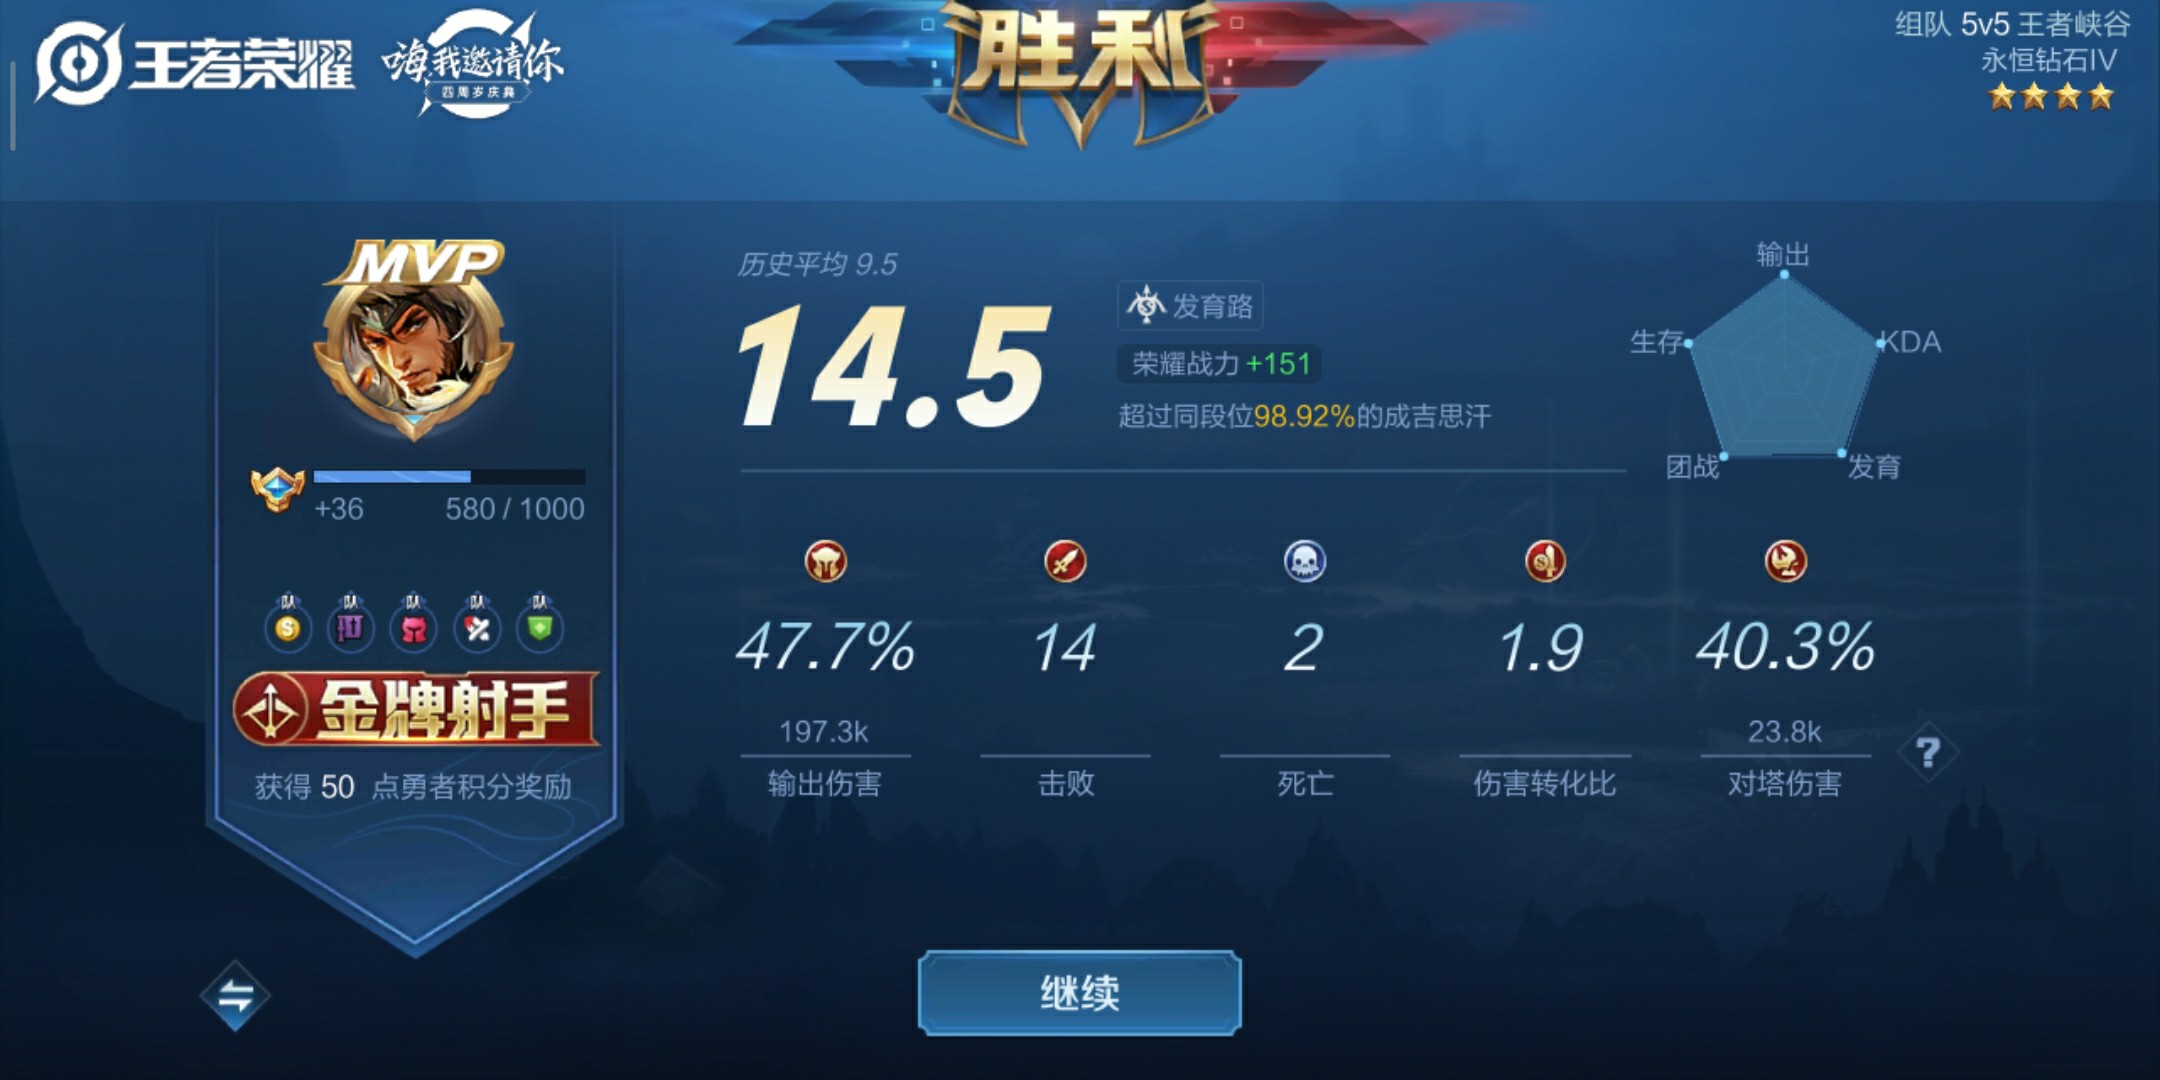 王者荣耀
嗨,我邀请你
四周岁庆典
胜利
组队 5v5 王者峡谷
永恒钻石IV
MVP
+36
580 / 1000
队 队 队 队 队
金牌射手
获得 50 点勇者积分奖励
历史平均 9.5
14.5
发育路
荣耀战力 +151
超过同段位98.92%的成吉思汗
输出
生存
KDA
团战
发育
47.7%
197.3k
输出伤害
14
击败
2
死亡
1.9
伤害转化比
40.3%
23.8k
对塔伤害
?
继续